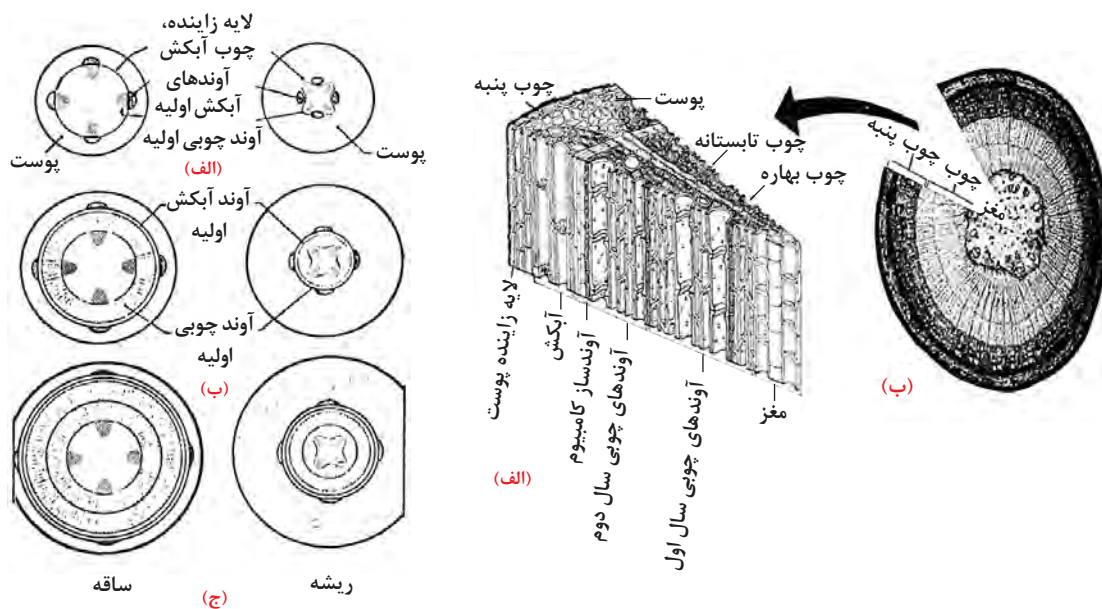 لایه زاینده،
چوب آبکش
آوندهای
آبکش اولیه
آوند چوبی اولیه
پوست
پوست
(الف)
آوند آبکش
اولیه
آوند چوبی
اولیه
(ب)
ریشه
ساقه
(ج)
چوب پنبه
پوست
چوب تابستانه
چوب بهاره
لایه زاینده پوست
آبکش
آوندساز کامبیوم
آوندهای چوبی سال دوم
آوندهای چوبی سال اول
مغز
(الف)
چوب پنبه
چوب
مغز
(ب)